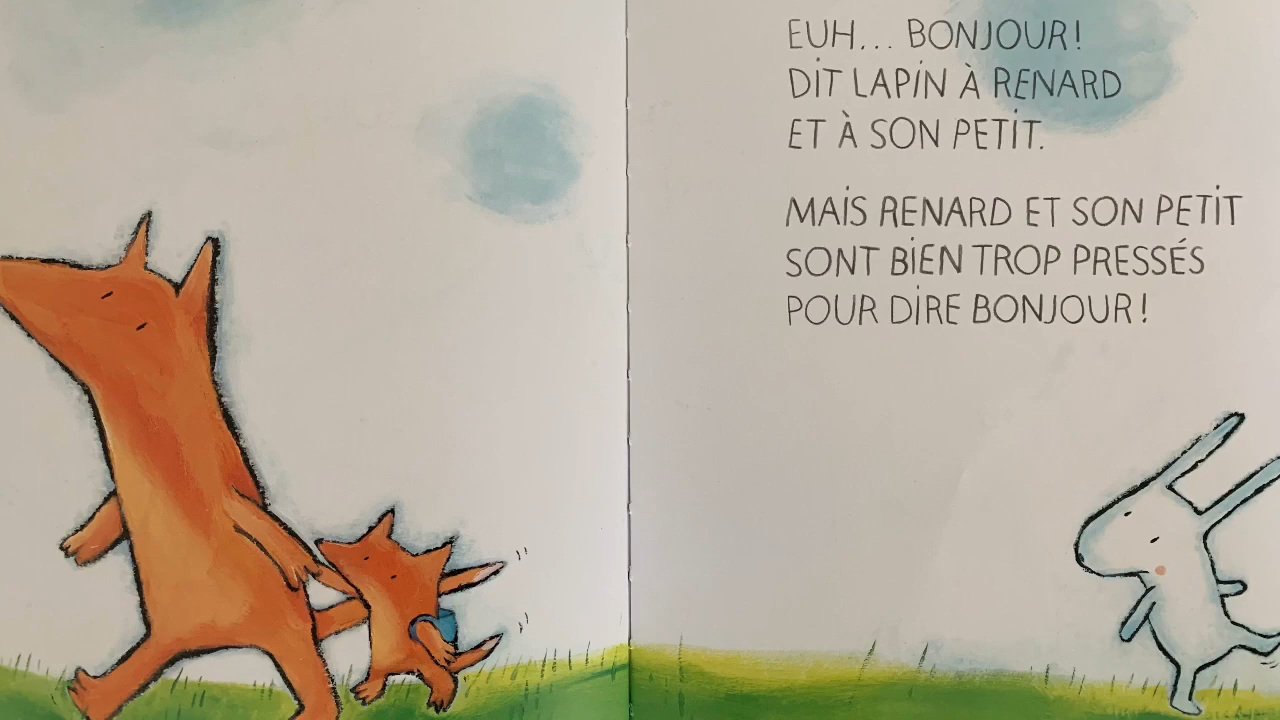 EUH... BONJOUR!
DIT LAPIN À RENARD
ET À SON PETIT.
MAIS RENARD ET SON PETIT
SONT BIEN TROP PRESSÉS
POUR DIRE BONJOUR!